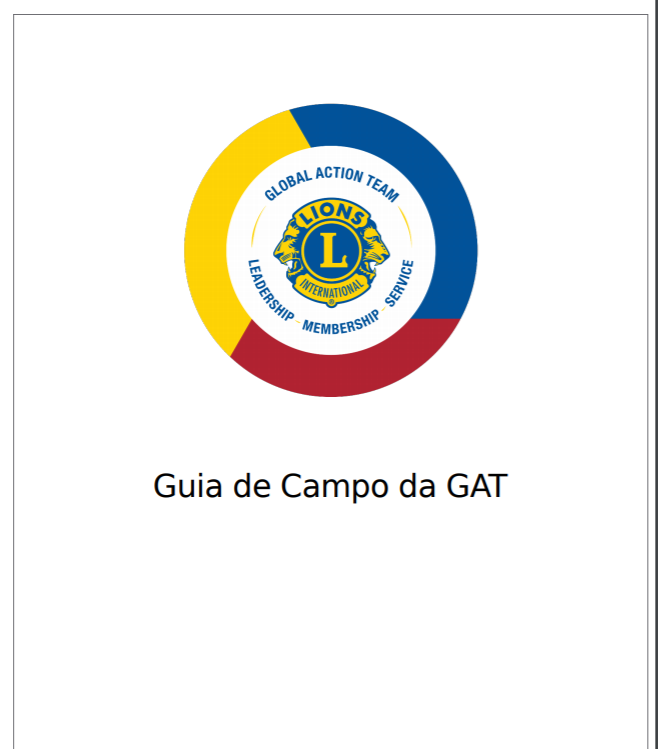 GLOBAL ACTION TEAM
LIONS
L
INTERNATIONAL
®
LEADERSHIP - MEMBERSHIP - SERVICE
Guia de Campo da GAT